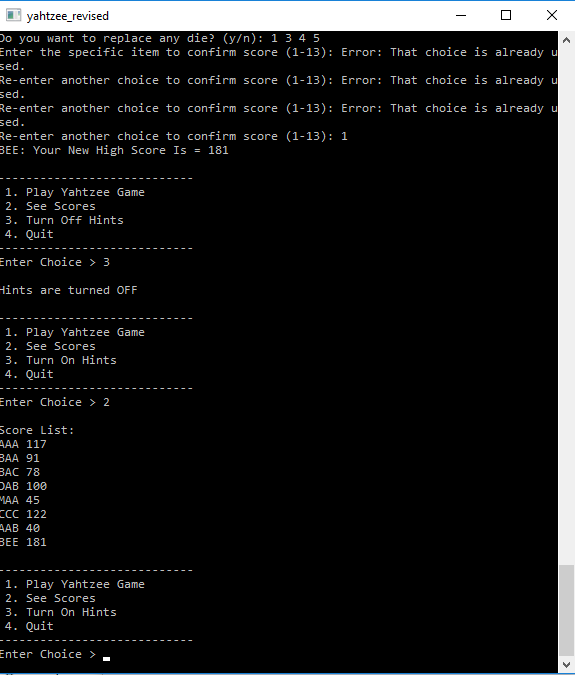 yahtzee_revised
Do you want to replace any die? (y/n): 1 3 4 5
Enter the specific item to confirm score (1-13): Error: That choice is already u
sed.
Re-enter another choice to confirm score (1-13): Error: That choice is already u
sed.
Re-enter another choice to confirm score (1-13): Error: That choice is already u
sed.
Re-enter another choice to confirm score (1-13): 1
BEE: Your New High Score Is = 181
----------------------------
1. Play Yahtzee Game
2. See Scores
3. Turn Off Hints
4. Quit
----------------------------
Enter Choice > 3
Hints are turned OFF
----------------------------
1. Play Yahtzee Game
2. See Scores
3. Turn On Hints
4. Quit
----------------------------
Enter Choice > 2
Score List:
AAA 117
BAA 91
BAC 78
DAB 100
MAA 45
CCC 122
AAB 40
BEE 181
----------------------------
1. Play Yahtzee Game
2. See Scores
3. Turn On Hints
4. Quit
----------------------------
Enter Choice >